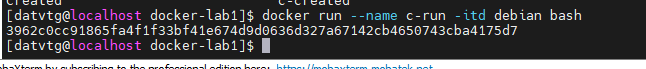 created c-created
[datvtg@localhost docker-lab1]$ docker run --name c-run -itd debian bash
3962c0cc91865fa4f1f33bf41e674d9d0636d327a67142cb4650743cba4175d7
[datvtg@localhost docker-lab1]$
by subscribing to the professional edition here: https://mobaxterm.mobatek.net